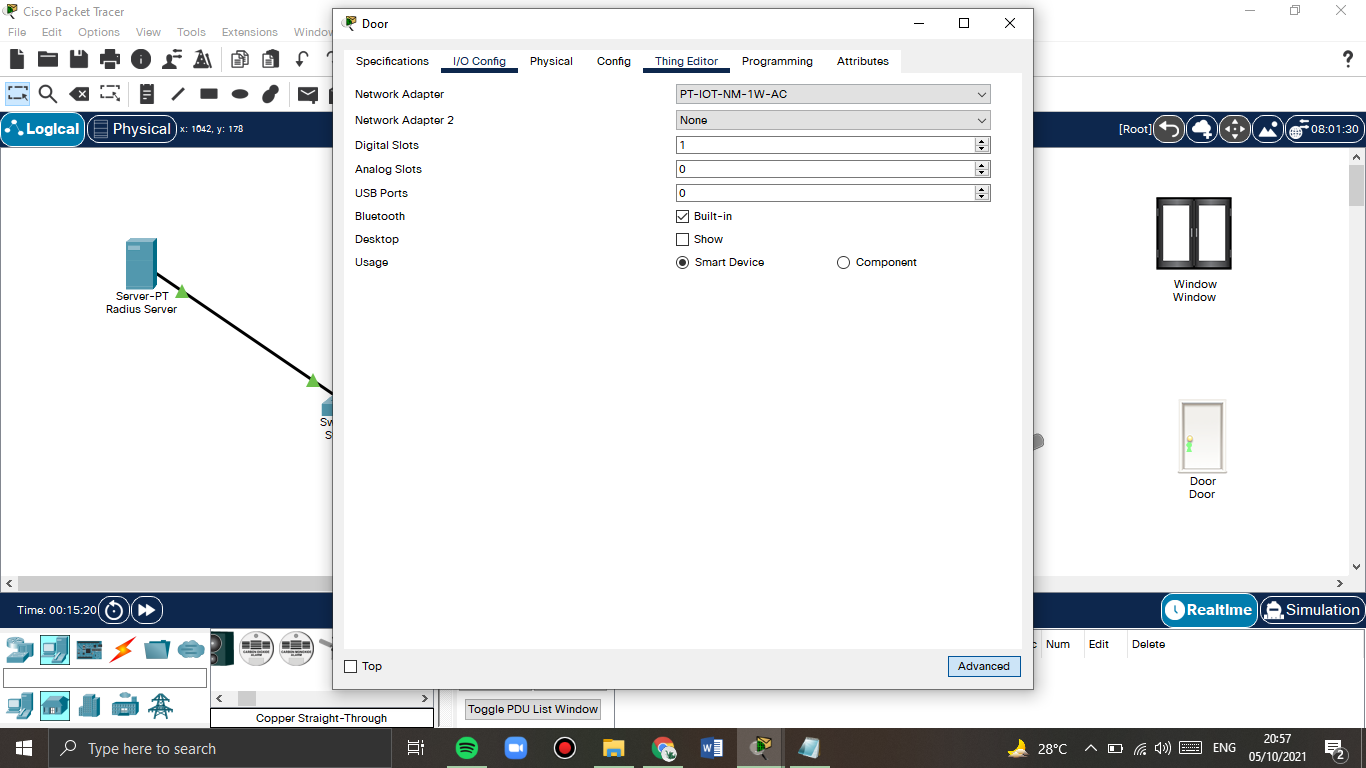 Cisco Packet Tracer
File Edit Options View Tools Extensions Window
Logical
Physical
x: 1042, y: 178
[Root]
08:01:30
Server-PT
Radius Server
Sw
S
Window
Window
Door
Door
Door
Specifications I/O Config Physical Config Thing Editor Programming Attributes
Network Adapter PT-IOT-NM-1W-AC
Network Adapter 2 None
Digital Slots 1
Analog Slots 0
USB Ports 0
Bluetooth Built-in
Desktop Show
Usage Smart Device Component
Top
Advanced
Time: 00:15:20
Realtime
Simulation
c Num Edit Delete
Copper Straight-Through
Toggle PDU List Window
Type here to search
28°C
ENG
20:57
05/10/2021
2